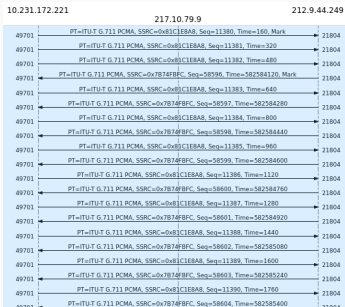 10.231.172.221 212.9.44.249
217.10.79.9
49701 PT=ITU-T G.711 PCMA, SSRC=0x81C1E8A8, Seq=11380, Time=160, Mark 21804
49701 PT=ITU-T G.711 PCMA, SSRC=0x81C1E8A8, Seq=11381, Time=320 21804
49701 PT=ITU-T G.711 PCMA, SSRC=0x81C1E8A8, Seq=11382, Time=480 21804
49701 PT=ITU-T G.711 PCMA, SSRC=0x7B74FBFC, Seq=58596, Time=582584120, Mark 21804
49701 PT=ITU-T G.711 PCMA, SSRC=0x81C1E8A8, Seq=11383, Time=640 21804
49701 PT=ITU-T G.711 PCMA, SSRC=0x7B74FBFC, Seq=58597, Time=582584280 21804
49701 PT=ITU-T G.711 PCMA, SSRC=0x81C1E8A8, Seq=11384, Time=800 21804
49701 PT=ITU-T G.711 PCMA, SSRC=0x7B74FBFC, Seq=58598, Time=582584440 21804
49701 PT=ITU-T G.711 PCMA, SSRC=0x81C1E8A8, Seq=11385, Time=960 21804
49701 PT=ITU-T G.711 PCMA, SSRC=0x7B74FBFC, Seq=58599, Time=582584600 21804
49701 PT=ITU-T G.711 PCMA, SSRC=0x81C1E8A8, Seq=11386, Time=1120 21804
49701 PT=ITU-T G.711 PCMA, SSRC=0x7B74FBFC, Seq=58600, Time=582584760 21804
49701 PT=ITU-T G.711 PCMA, SSRC=0x81C1E8A8, Seq=11387, Time=1280 21804
49701 PT=ITU-T G.711 PCMA, SSRC=0x7B74FBFC, Seq=58601, Time=582584920 21804
49701 PT=ITU-T G.711 PCMA, SSRC=0x81C1E8A8, Seq=11388, Time=1440 21804
49701 PT=ITU-T G.711 PCMA, SSRC=0x7B74FBFC, Seq=58602, Time=582585080 21804
49701 PT=ITU-T G.711 PCMA, SSRC=0x81C1E8A8, Seq=11389, Time=1600 21804
49701 PT=ITU-T G.711 PCMA, SSRC=0x7B74FBFC, Seq=58603, Time=582585240 21804
49701 PT=ITU-T G.711 PCMA, SSRC=0x81C1E8A8, Seq=11390, Time=1760 21804
49701 PT=ITU-T G.711 PCMA, SSRC=0x7B74FBFC, Seq=58604, Time=582585400 21804